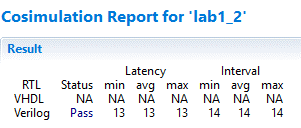 Cosimulation Report for 'lab1_2'
Result
Latency Interval
RTL Status min avg max min avg max
VHDL NA NA NA NA NA NA NA
Verilog Pass 13 13 13 14 14 14